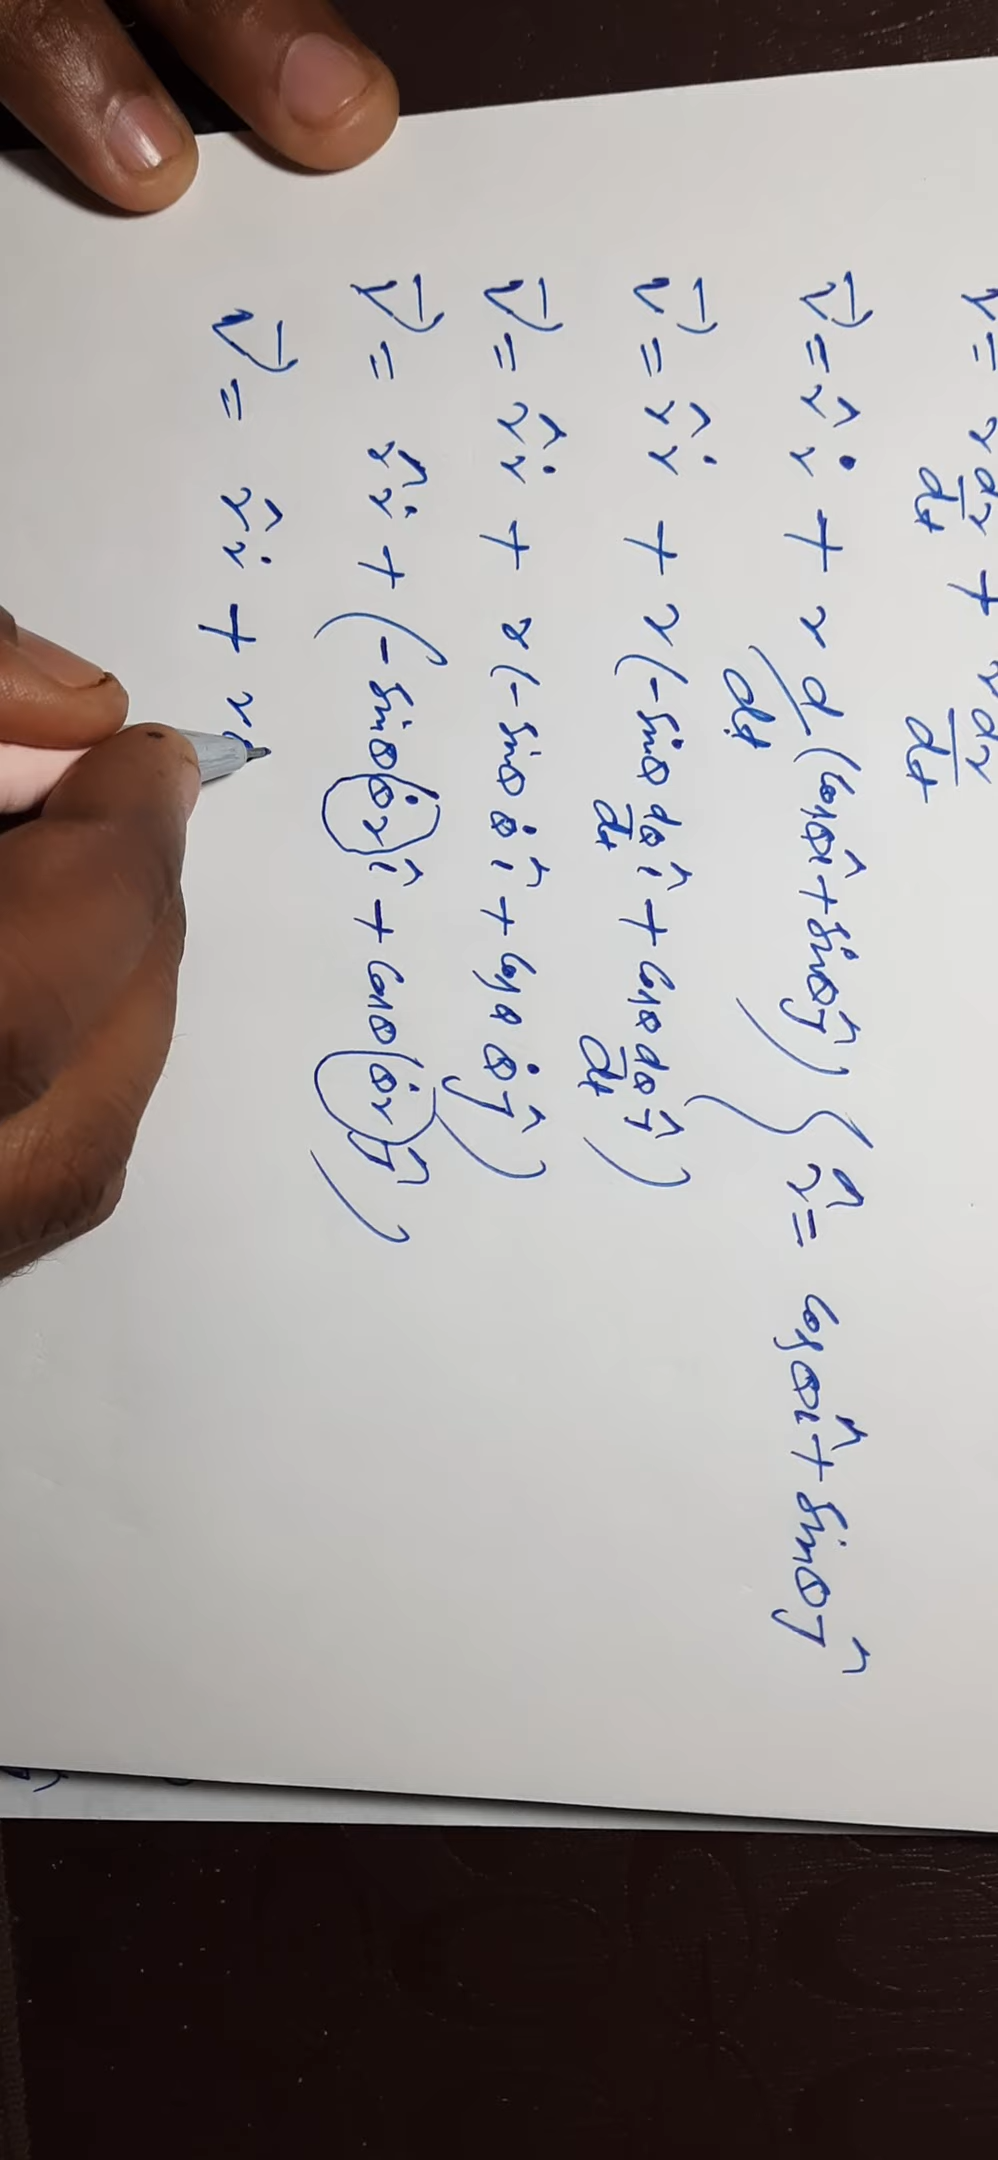 v = r̂ dr/dt + r dr̂/dt
v⃗ = r̂ ṙ + r d/dt (cosθ î + sinθ ĵ) { r̂ = cosθ î + sinθ ĵ
v⃗ = r̂ ṙ + r (-sinθ dθ/dt î + cosθ dθ/dt ĵ)
v⃗ = r̂ ṙ + r (-sinθ θ̇ î + cosθ θ̇ ĵ)
v⃗ = r̂ ṙ + (-sinθ θ̇ r î + cosθ θ̇ r ĵ)
v⃗ = r̂ ṙ + r